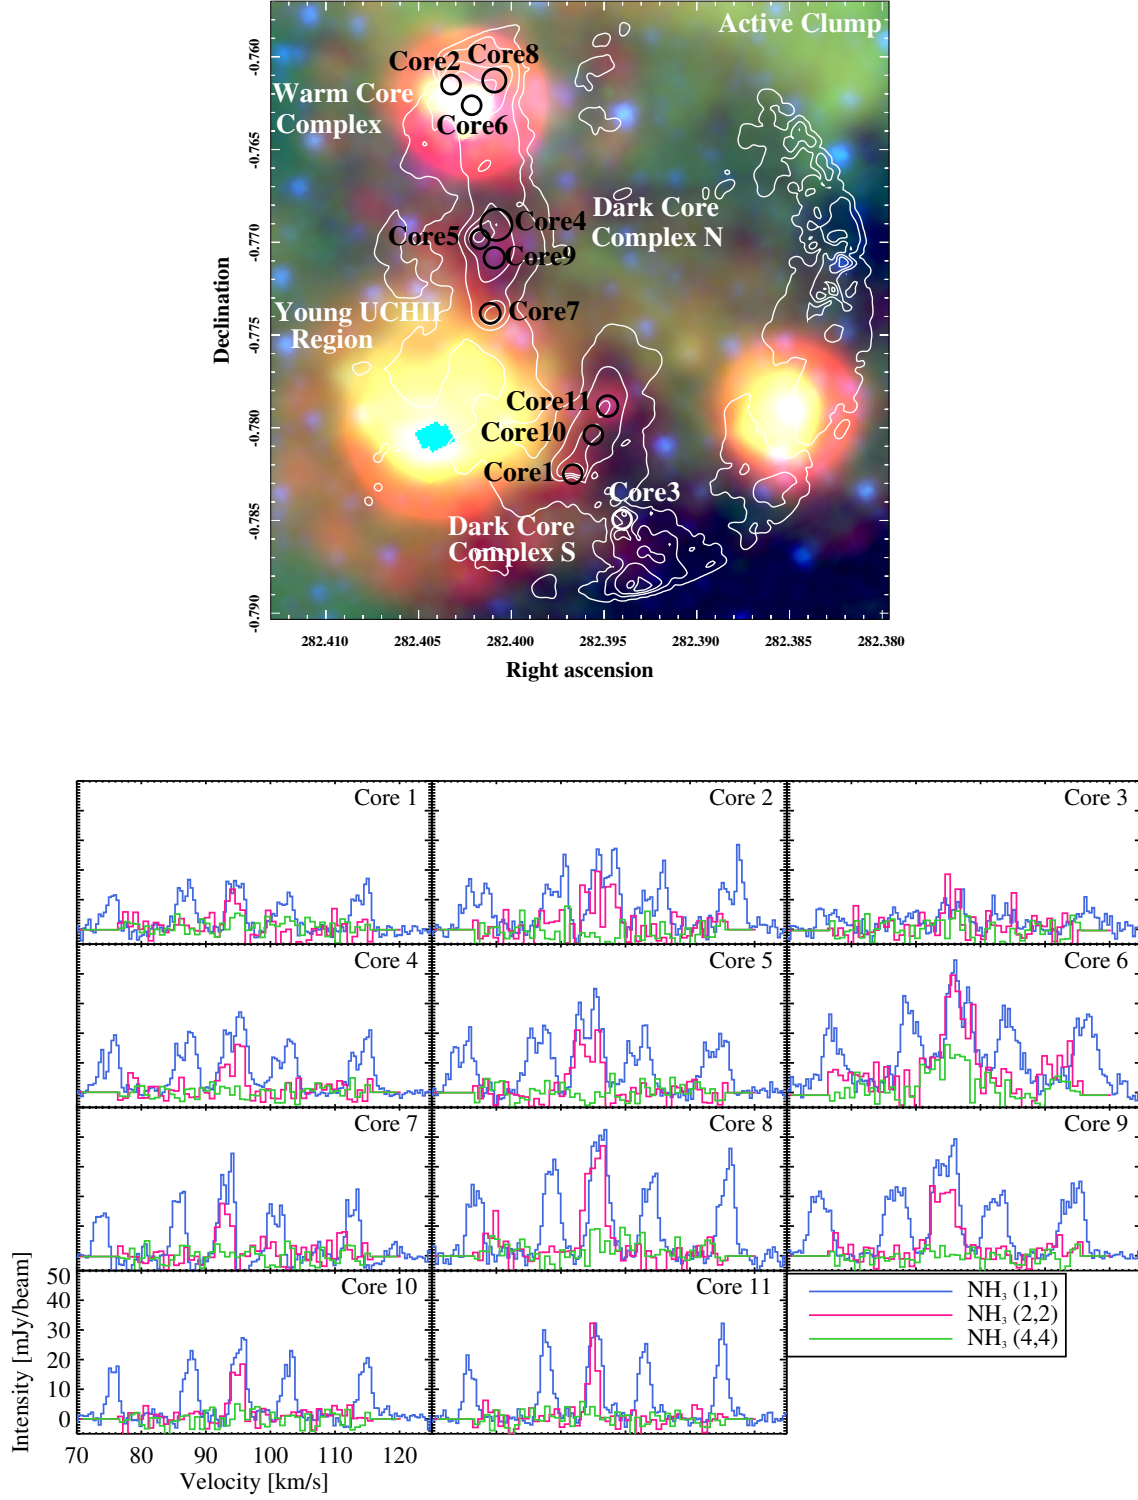 Active Clump
Core2
Core8
Warm Core
Complex
Core6
Dark Core
Complex N
Core4
Core5
Core9
Young UCHII
Region
Core7
Core11
Core10
Core1
Core3
Dark Core
Complex S
-0.760
-0.765
-0.770
-0.775
-0.780
-0.785
-0.790
Declination
282.410 282.405 282.400 282.395 282.390 282.385 282.380
Right ascension
Core 1 Core 2 Core 3
Core 4 Core 5 Core 6
Core 7 Core 8 Core 9
Core 10 Core 11
NH₃ (1,1)
NH₃ (2,2)
NH₃ (4,4)
50
40
30
20
10
0
Intensity [mJy/beam]
70 80 90 100 110 120
Velocity [km/s]